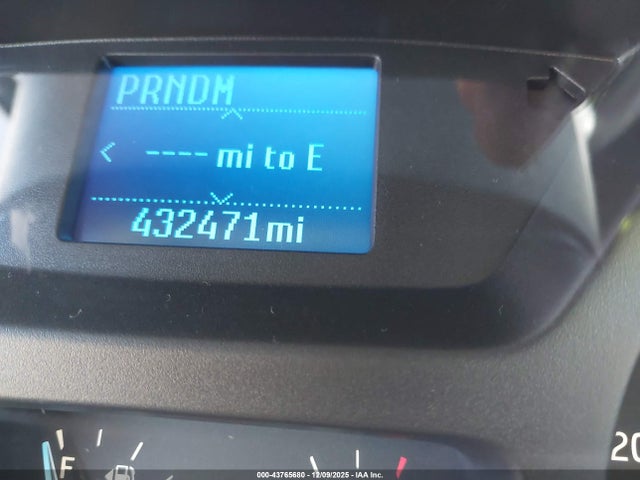 PRNDM
---- mi to E
432471mi
F
20
000-43765680 | 12/09/2025 | IAA Inc.